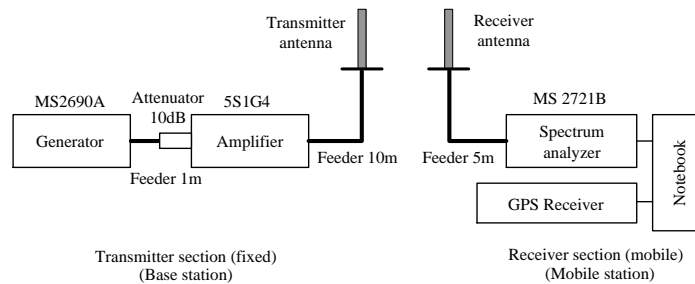 Transmitter
antenna
Receiver
antenna
MS2690A
Attenuator
10dB
5S1G4
MS 2721B
Generator
Amplifier
Spectrum
analyzer
Feeder 1m
Feeder 10m
Feeder 5m
GPS Receiver
Notebook
Transmitter section (fixed)
(Base station)
Receiver section (mobile)
(Mobile station)